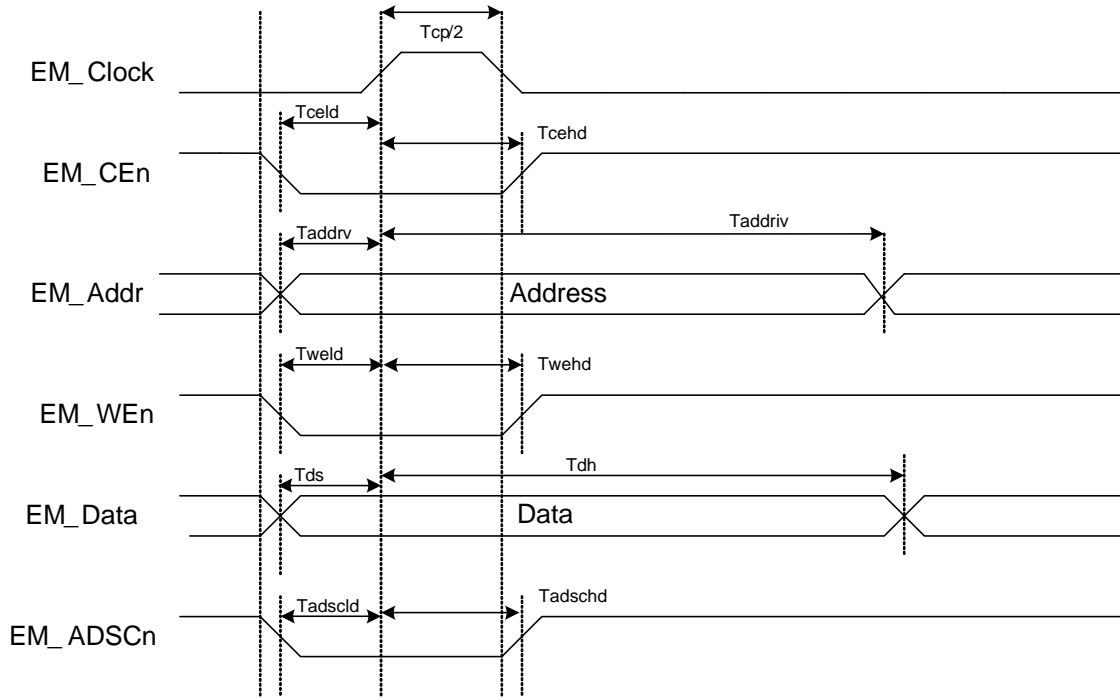 Tcp/2
EM_Clock
Tceld
Tcehd
EM_CEn
Taddrv
Taddriv
EM_Addr
Address
Tweld
Twehd
EM_WEn
Tds
Tdh
EM_Data
Data
Tadscld
Tadschd
EM_ADSCn